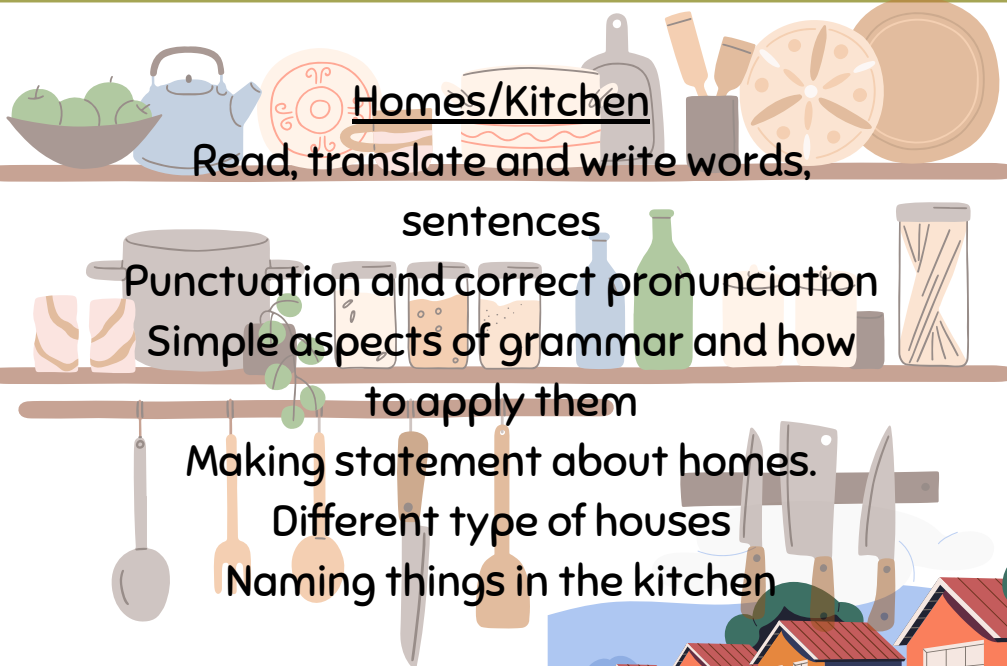 Homes/Kitchen
Read, translate and write words,
sentences
Punctuation and correct pronunciation
Simple aspects of grammar and how
to apply them
Making statement about homes.
Different type of houses
Naming things in the kitchen